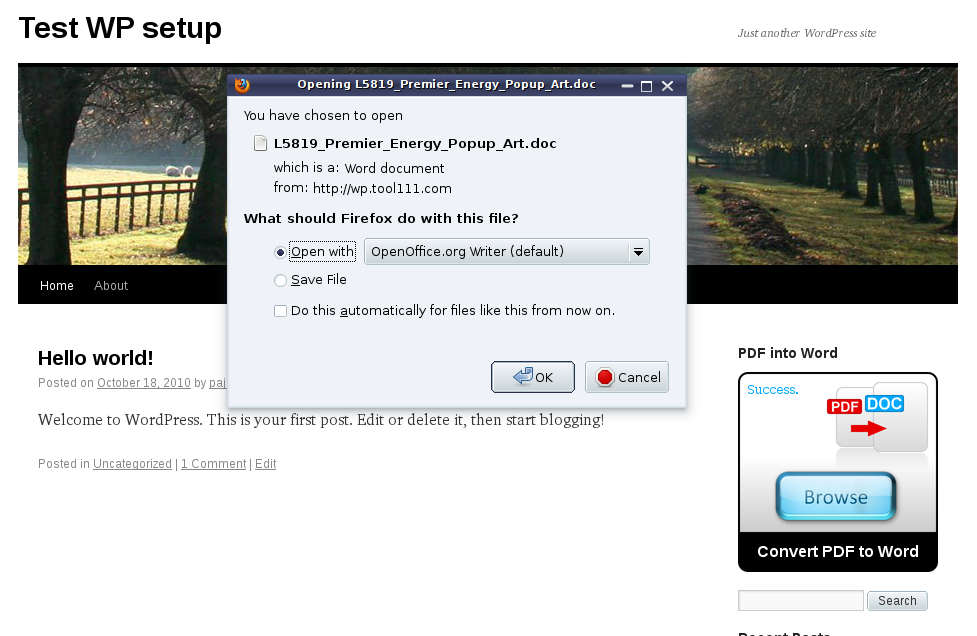 Test WP setup
Just another WordPress site
Opening L5819_Premier_Energy_Popup_Art.doc
You have chosen to open
L5819_Premier_Energy_Popup_Art.doc
which is a: Word document
from: http://wp.tool111.com
What should Firefox do with this file?
Open with OpenOffice.org Writer (default)
Save File
Do this automatically for files like this from now on.
OK Cancel
Home About
Hello world!
Posted on October 18, 2010 by
Welcome to WordPress. This is your first post. Edit or delete it, then start blogging!
Posted in Uncategorized | 1 Comment | Edit
PDF into Word
Success.
PDF DOC
Browse
Convert PDF to Word
Search
Recent Posts